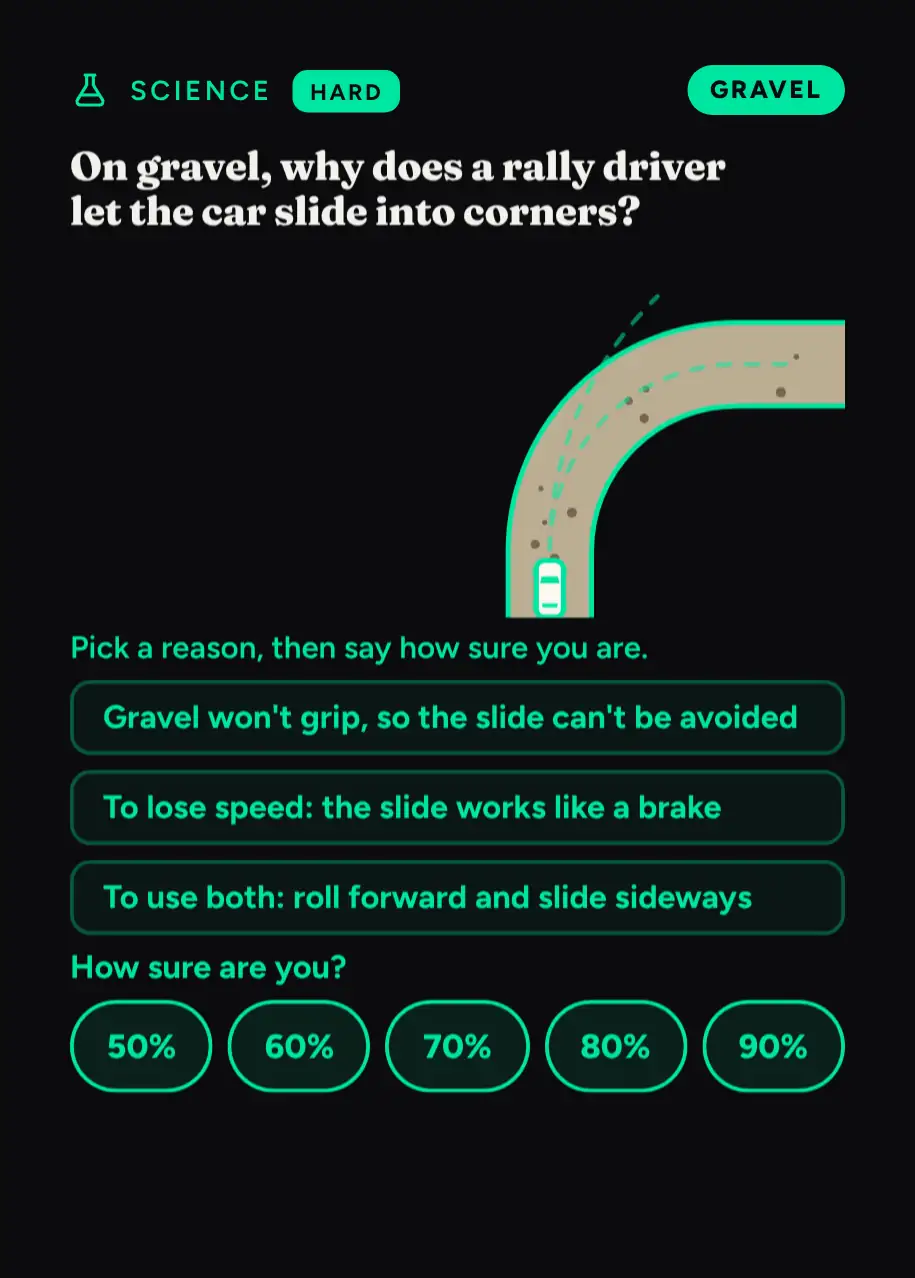 SCIENCE HARD GRAVEL
On gravel, why does a rally driver
let the car slide into corners?
Pick a reason, then say how sure you are.
Gravel won't grip, so the slide can't be avoided
To lose speed: the slide works like a brake
To use both: roll forward and slide sideways
How sure are you?
50% 60% 70% 80% 90%